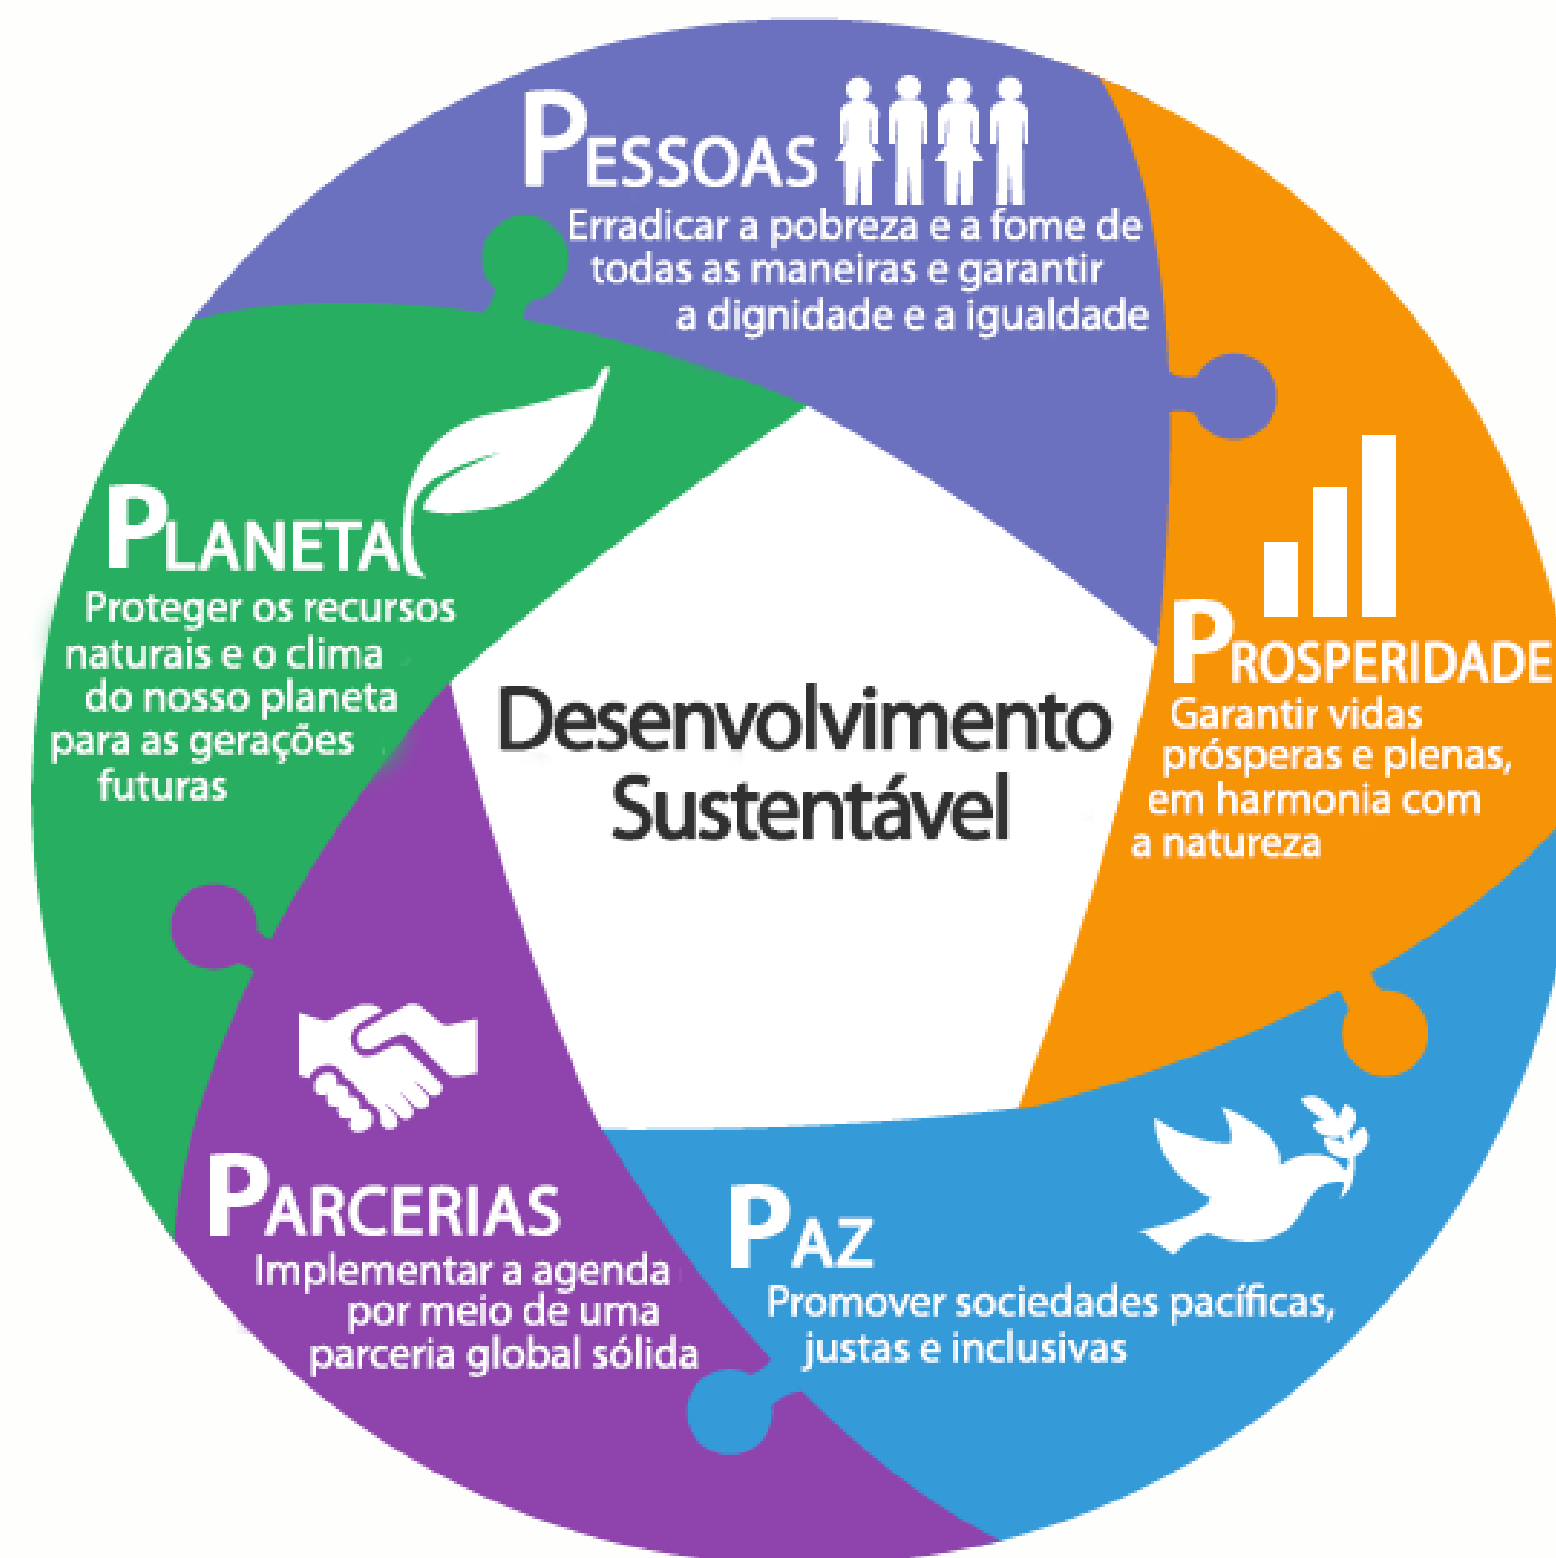 PESSOAS
Erradicar a pobreza e a fome de
todas as maneiras e garantir
a dignidade e a igualdade
PROSPERIDADE
Garantir vidas
prósperas e plenas,
em harmonia com
a natureza
PAZ
Promover sociedades pacíficas,
justas e inclusivas
PARCERIAS
Implementar a agenda
por meio de uma
parceria global sólida
PLANETA
Proteger os recursos
naturais e o clima
do nosso planeta
para as gerações
futuras
Desenvolvimento
Sustentável